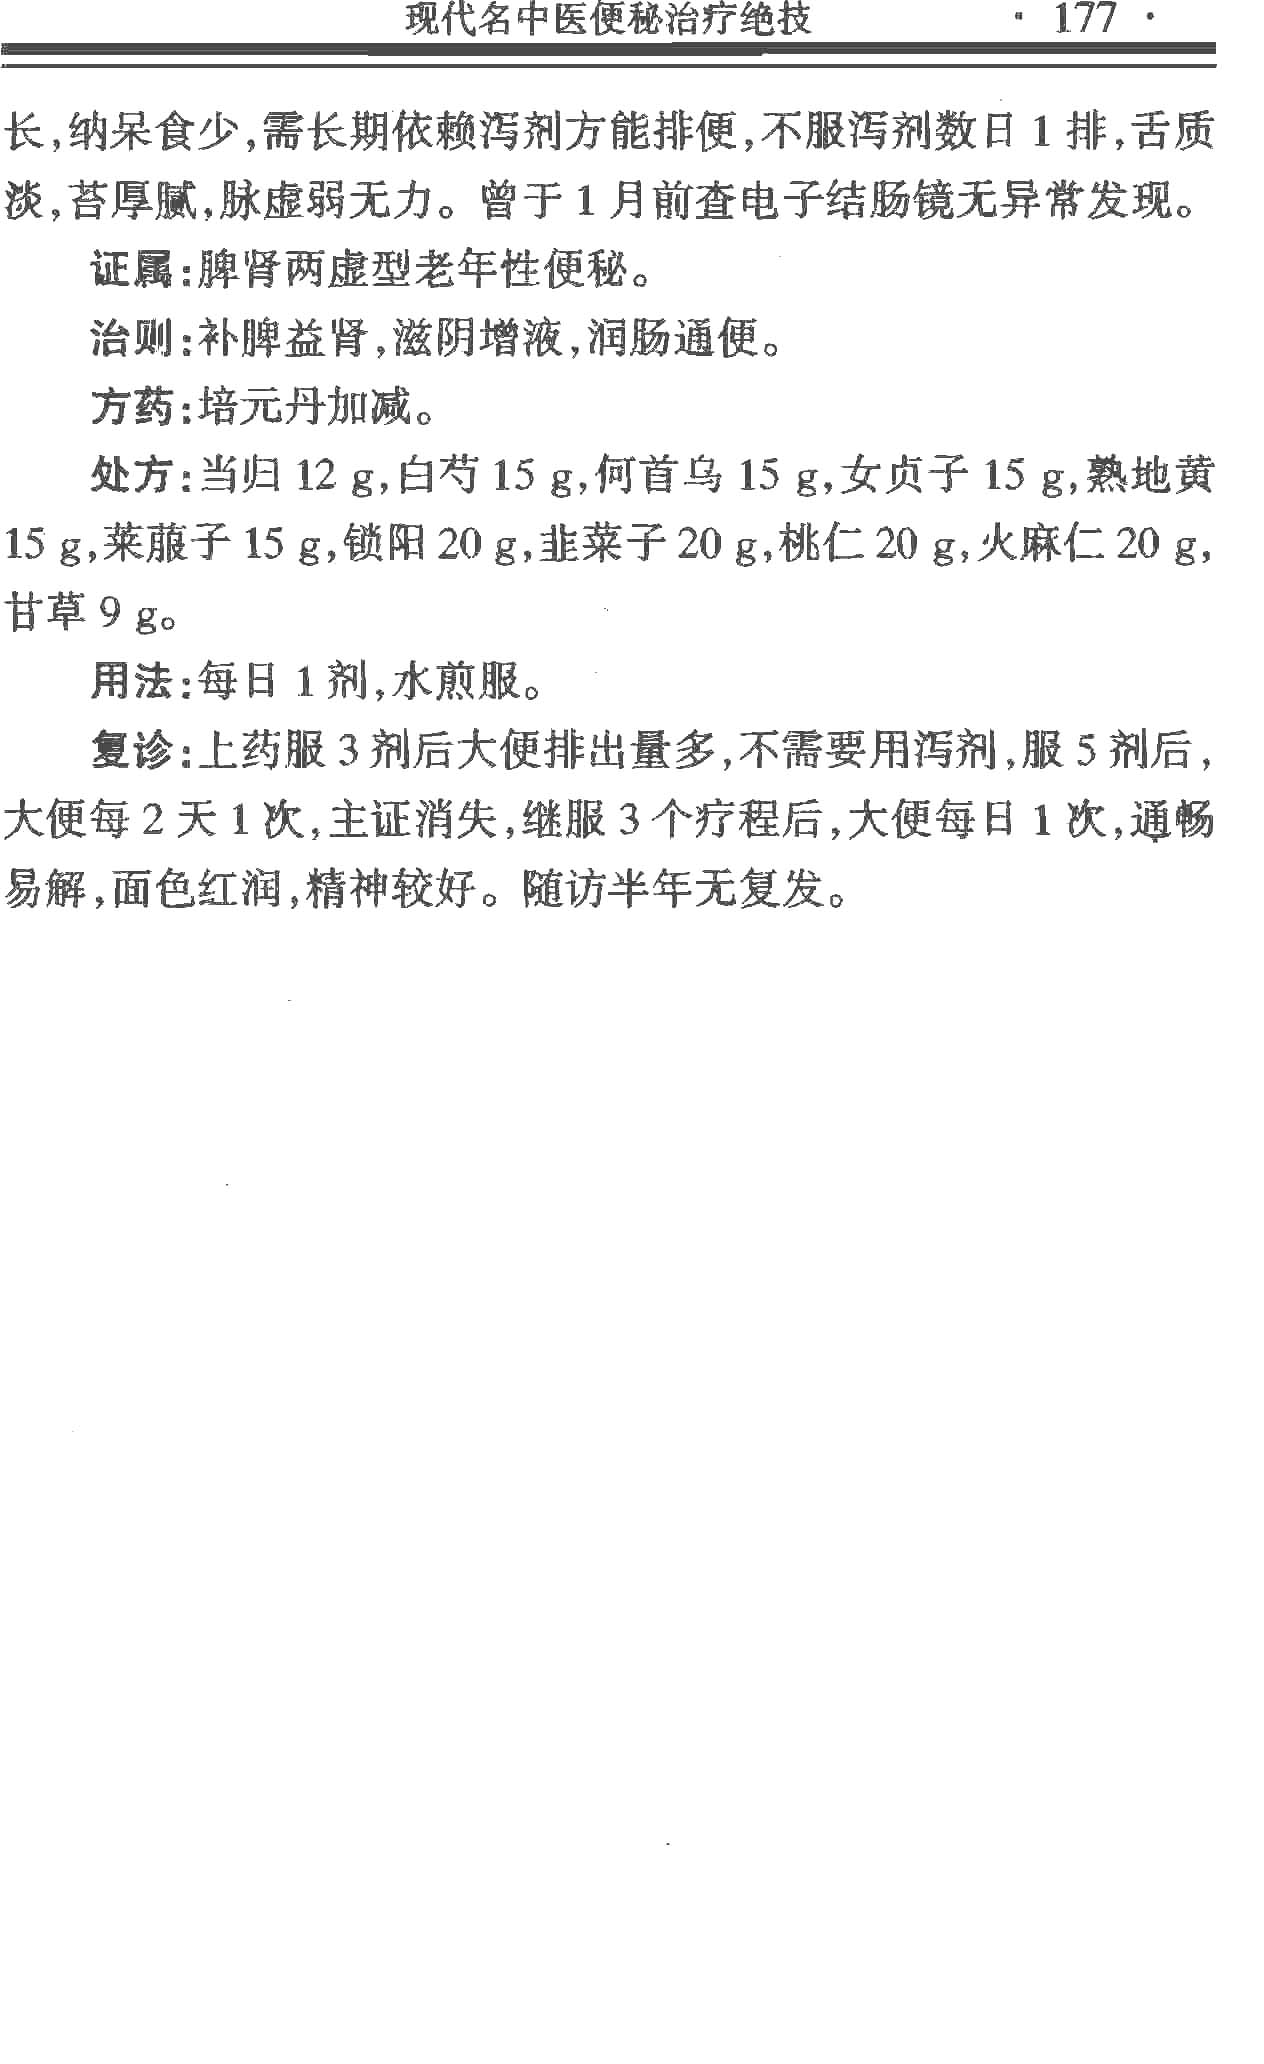 现代名中医便秘治疗绝技 · 177 ·
长,纳呆食少,需长期依赖泻剂方能排便,不服泻剂数日 1 排,舌质
淡,苔厚腻,脉虚弱无力。曾于 1 月前查电子结肠镜无异常发现。
证属:脾肾两虚型老年性便秘。
治则:补脾益肾,滋阴增液,润肠通便。
方药:培元丹加减。
处方:当归 12 g,白芍 15 g,何首乌 15 g,女贞子 15 g,熟地黄
15 g,莱菔子 15 g,锁阳 20 g,韭菜子 20 g,桃仁 20 g,火麻仁 20 g,
甘草 9 g。
用法:每日 1 剂,水煎服。
复诊:上药服 3 剂后大便排出量多,不需要用泻剂,服 5 剂后,
大便每 2 天 1 次,主证消失,继服 3 个疗程后,大便每日 1 次,通畅
易解,面色红润,精神较好。随访半年无复发。